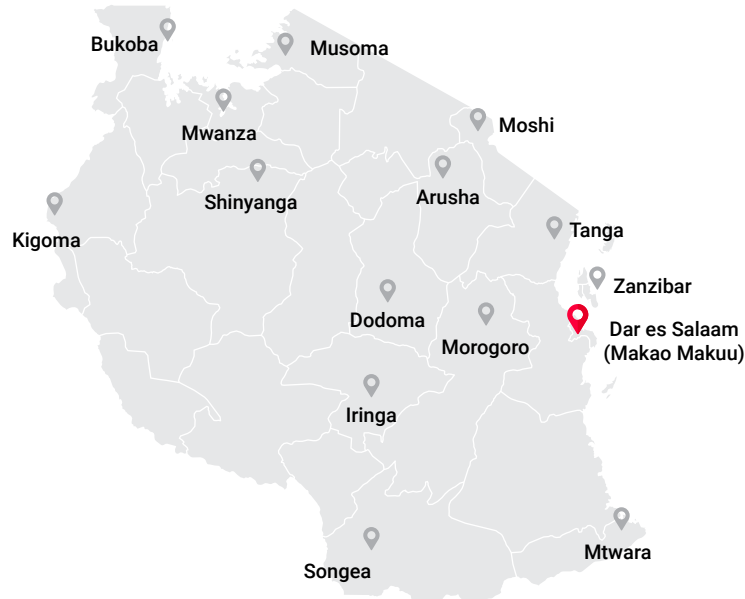 Bukoba
Musoma
Mwanza
Moshi
Shinyanga
Arusha
Kigoma
Tanga
Zanzibar
Dodoma
Dar es Salaam
(Makao Makuu)
Morogoro
Iringa
Mtwara
Songea